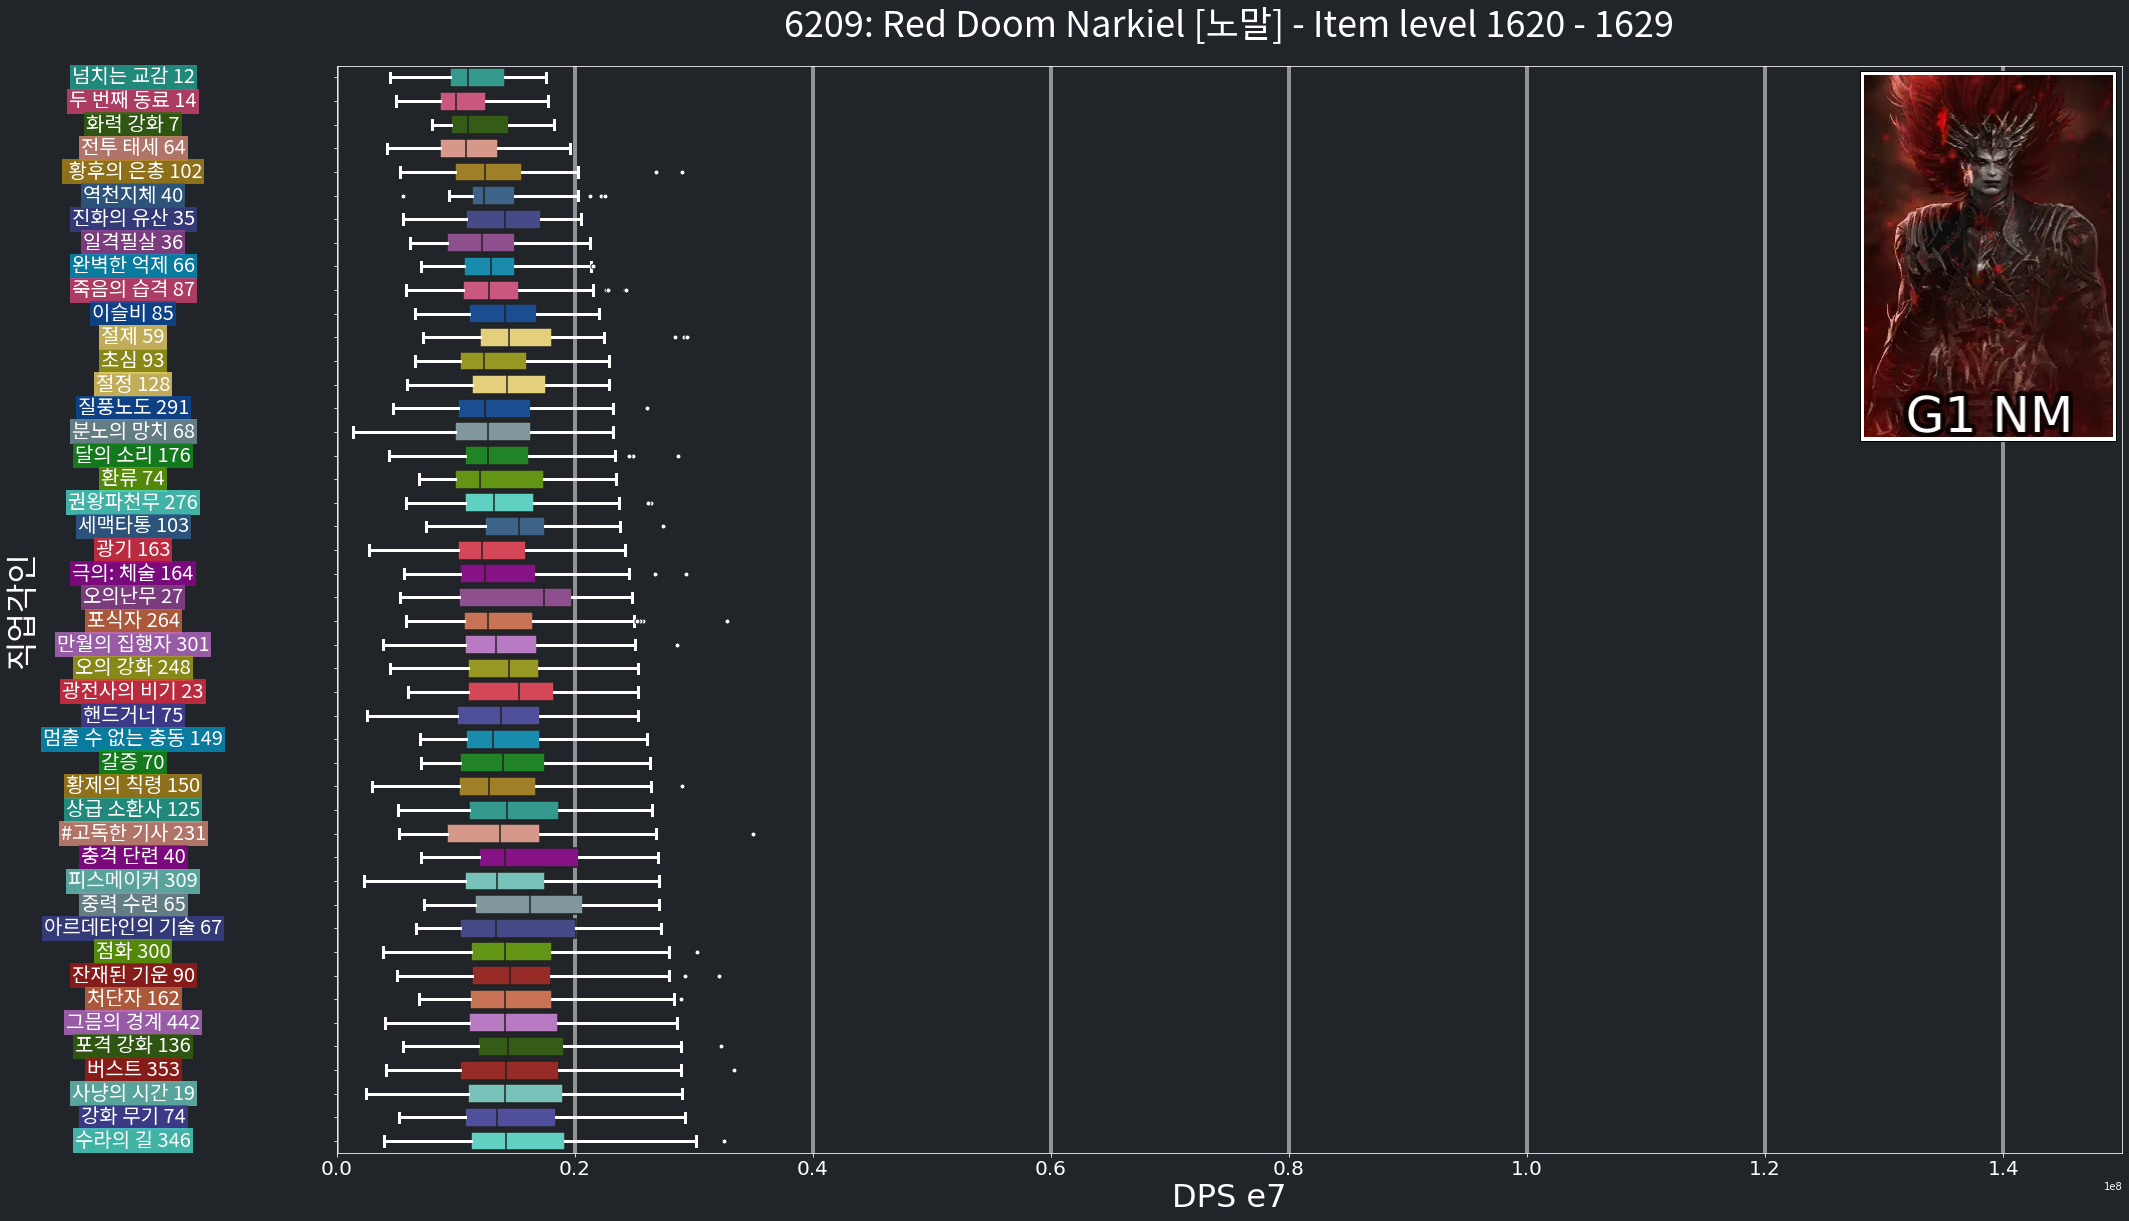 6209: Red Doom Narkiel [노말] - Item level 1620 - 1629
넘치는 교감 12
두 번째 동료 14
화력 강화 7
전투 태세 64
황후의 은총 102
역천지체 40
진화의 유산 35
일격필살 36
완벽한 억제 66
죽음의 습격 87
이슬비 85
절제 59
초심 93
절정 128
질풍노도 291
분노의 망치 68
달의 소리 176
환류 74
권왕파천무 276
세맥타통 103
광기 163
극의: 체술 164
오의난무 27
포식자 264
만월의 집행자 301
오의 강화 248
광전사의 비기 23
핸드거너 75
멈출 수 없는 충동 149
갈증 70
황제의 칙령 150
상급 소환사 125
#고독한 기사 231
충격 단련 40
피스메이커 309
중력 수련 65
아르데타인의 기술 67
점화 300
잔재된 기운 90
처단자 162
그믐의 경계 442
포격 강화 136
버스트 353
사냥의 시간 19
강화 무기 74
수라의 길 346
직업각인
G1 NM
0.0 0.2 0.4 0.6 0.8 1.0 1.2 1.4
1e8
DPS e7